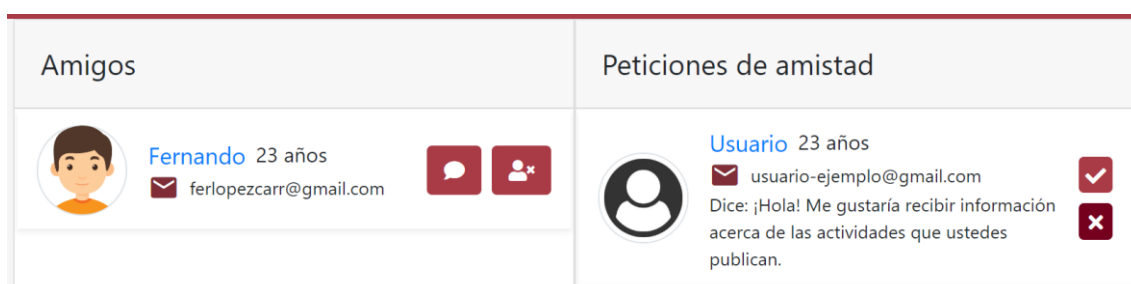 Amigos
Fernando 23 años
ferlopezcarr@gmail.com
Peticiones de amistad
Usuario 23 años
usuario-ejemplo@gmail.com
Dice: ¡Hola! Me gustaría recibir información
acerca de las actividades que ustedes
publican.